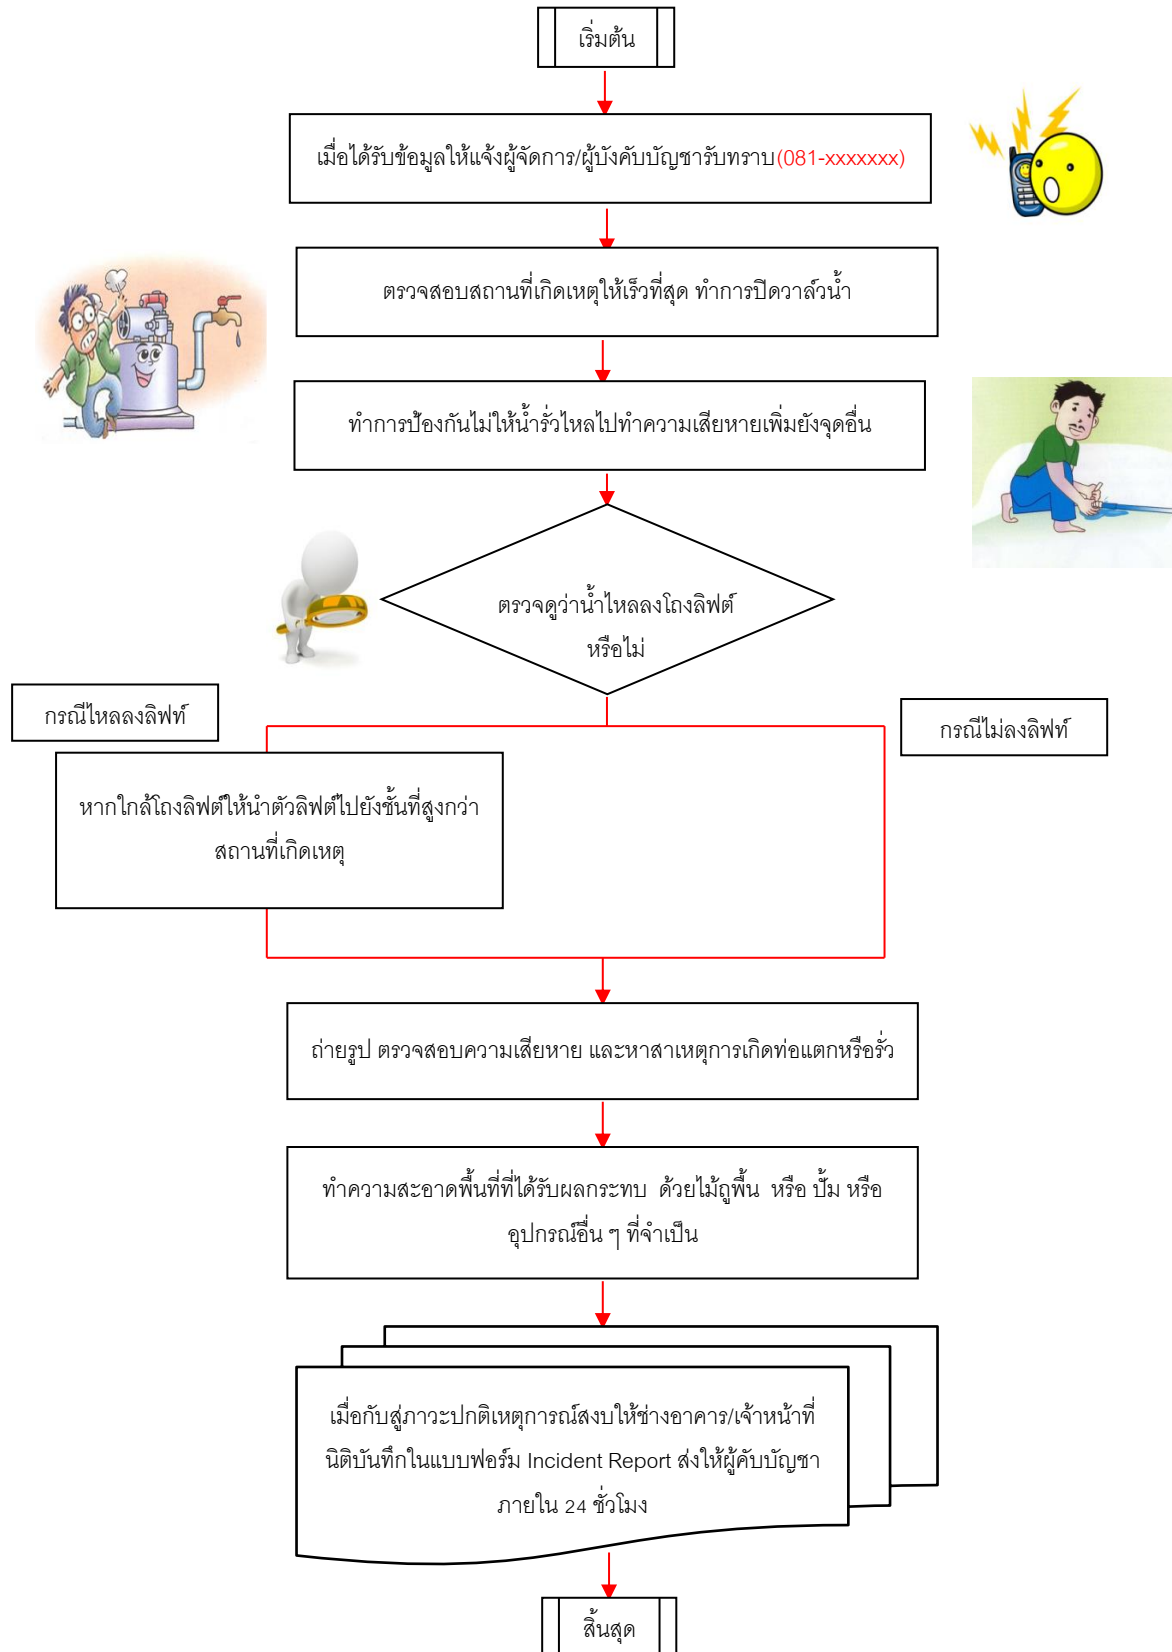 เริ่มต้น
เมื่อได้รับข้อมูลให้แจ้งผู้จัดการ/ผู้บังคับบัญชารับทราบ(081-xxxxxxx)
ตรวจสอบสถานที่เกิดเหตุให้เร็วที่สุด ทำการปิดวาล์วน้ำ
ทำการป้องกันไม่ให้น้ำรั่วไหลไปทำความเสียหายเพิ่มยังจุดอื่น
ตรวจดูว่าน้ำไหลลงโถงลิฟต์
หรือไม่
กรณีไหลลงลิฟท์
กรณีไม่ลงลิฟท์
หากใกล้โถงลิฟต์ให้นำตัวลิฟต์ไปยังชั้นที่สูงกว่า
สถานที่เกิดเหตุ
ถ่ายรูป ตรวจสอบความเสียหาย และหาสาเหตุการเกิดท่อแตกหรือรั่ว
ทำความสะอาดพื้นที่ที่ได้รับผลกระทบ ด้วยไม้ถูพื้น หรือ ปั้ม หรือ
อุปกรณ์อื่น ๆ ที่จำเป็น
เมื่อกับสู่ภาวะปกติเหตุการณ์สงบให้ช่างอาคาร/เจ้าหน้าที่
นิติบันทึกในแบบฟอร์ม Incident Report ส่งให้ผู้คับบัญชา
ภายใน 24 ชั่วโมง
สิ้นสุด